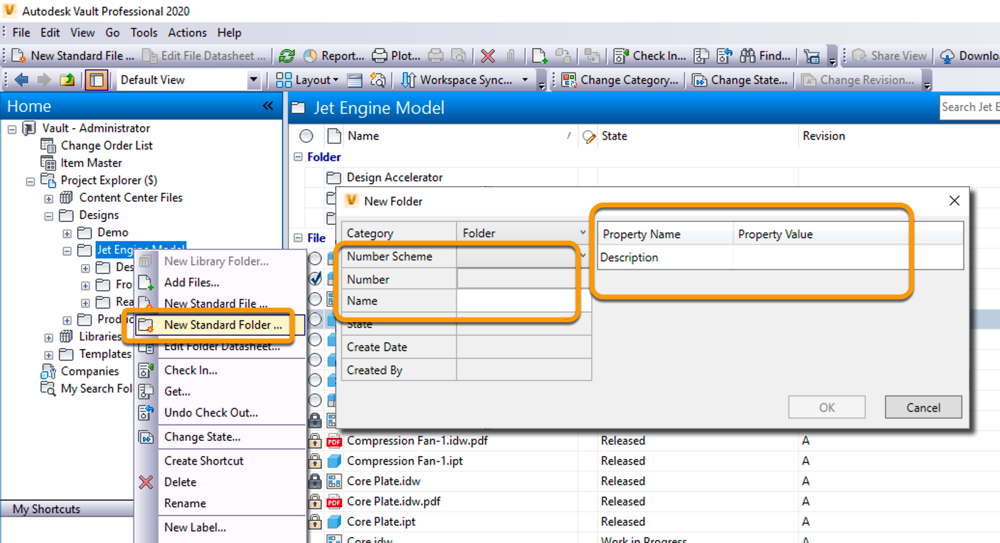 Autodesk Vault Professional 2020
File Edit View Go Tools Actions Help
New Standard File ... Edit File Datasheet ... Report... Plot... Check In... Find... Share View Downlo
Default View Layout Workspace Sync... Change Category... Change State... Change Revision...
Home
Vault - Administrator
Change Order List
Item Master
Project Explorer ($)
Content Center Files
Designs
Demo
Jet Engine Model
Des
Fro
Rea
Produc
Libraries
Templates
Companies
My Search Fol
My Shortcuts
New Library Folder...
Add Files...
New Standard File ...
New Standard Folder ...
Edit Folder Datasheet...
Check In...
Get...
Undo Check Out...
Change State...
Create Shortcut
Delete
Rename
New Label...
Jet Engine Model
Search Jet E
Name State Revision
Folder
Design Accelerator
File
New Folder
Category Folder
Number Scheme
Number
Name
State
Create Date
Created By
Property Name Property Value
Description
OK Cancel
PDF Compression Fan-1.idw.pdf Released A
Compression Fan-1.ipt Released A
Core Plate.idw Released A
PDF Core Plate.idw.pdf Released A
Core Plate.ipt Released A
Core.idw Work in Progress A